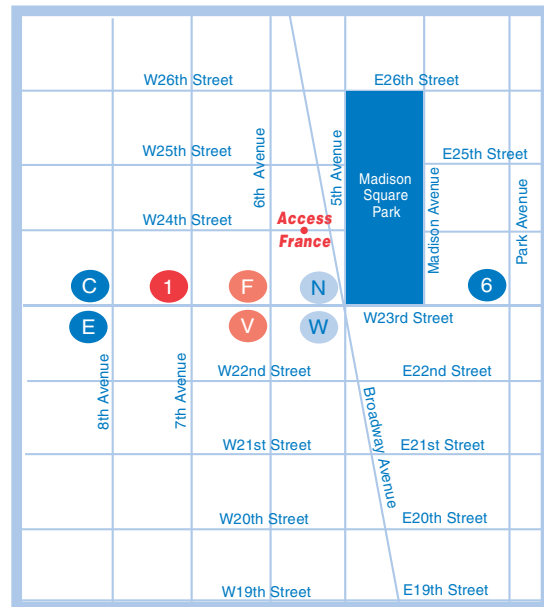 W26th Street
E26th Street
W25th Street
6th Avenue
5th Avenue
E25th Street
Madison
Square
Park
Madison Avenue
Park Avenue
W24th Street
Access
France
C
1
F
N
6
E
V
W
W23rd Street
8th Avenue
7th Avenue
W22nd Street
E22nd Street
Broadway Avenue
W21st Street
E21st Street
W20th Street
E20th Street
W19th Street
E19th Street